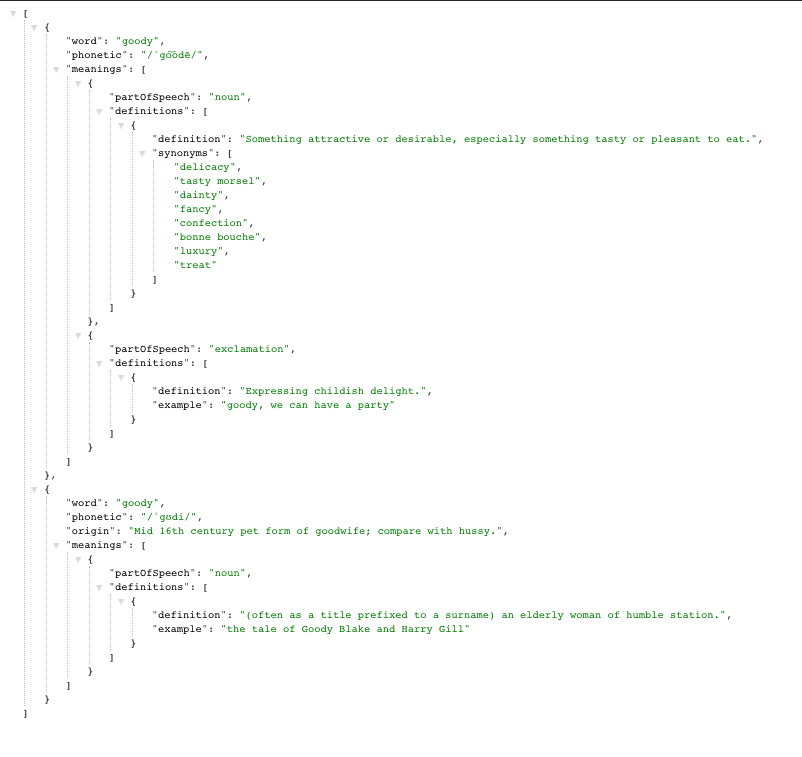 [
{
"word": "goody",
"phonetic": "/ˈɡo͝odē/",
"meanings": [
{
"partOfSpeech": "noun",
"definitions": [
{
"definition": "Something attractive or desirable, especially something tasty or pleasant to eat.",
"synonyms": [
"delicacy",
"tasty morsel",
"dainty",
"fancy",
"confection",
"bonne bouche",
"luxury",
"treat"
]
}
]
},
{
"partOfSpeech": "exclamation",
"definitions": [
{
"definition": "Expressing childish delight.",
"example": "goody, we can have a party"
}
]
}
]
},
{
"word": "goody",
"phonetic": "/ˈɡʊdi/",
"origin": "Mid 16th century pet form of goodwife; compare with hussy.",
"meanings": [
{
"partOfSpeech": "noun",
"definitions": [
{
"definition": "(often as a title prefixed to a surname) an elderly woman of humble station.",
"example": "the tale of Goody Blake and Harry Gill"
}
]
}
]
}
]